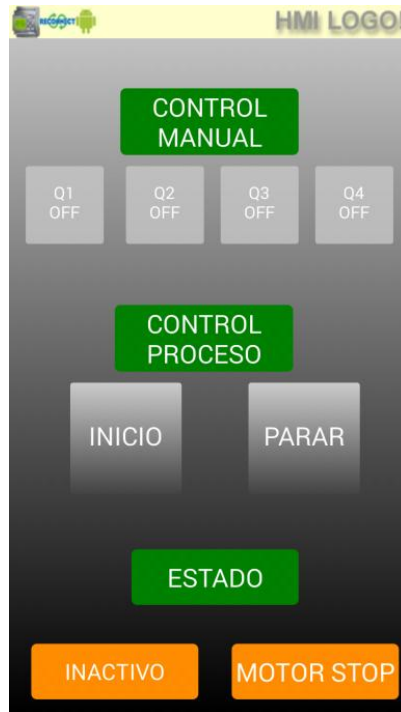 RECONNECT
HMI LOGO!
CONTROL
MANUAL
Q1 Q2 Q3 Q4
OFF OFF OFF OFF
CONTROL
PROCESO
INICIO PARAR
ESTADO
INACTIVO MOTOR STOP